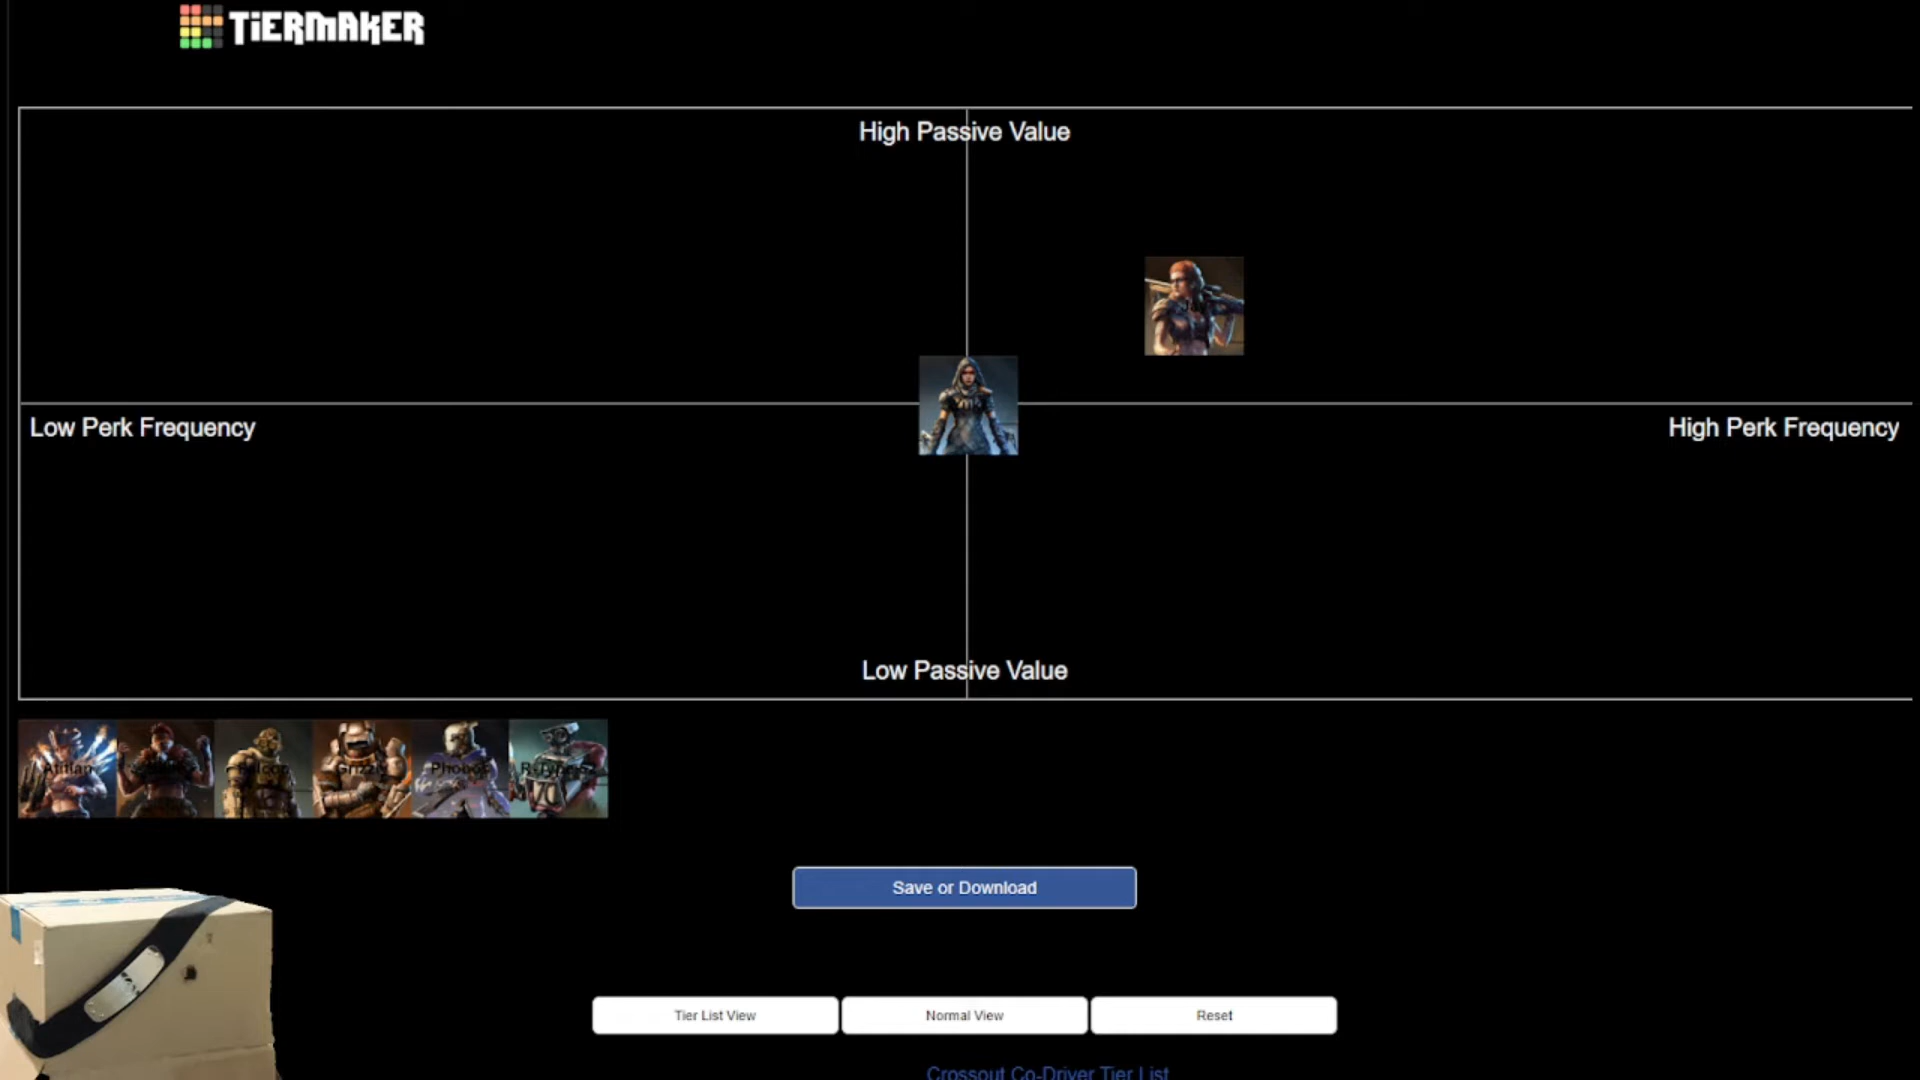 TiERMAKER
High Passive Value
Low Perk Frequency
High Perk Frequency
Low Passive Value
Grizzly
Save or Download
Tier List View
Normal View
Reset
Crossout Co-Driver Tier List